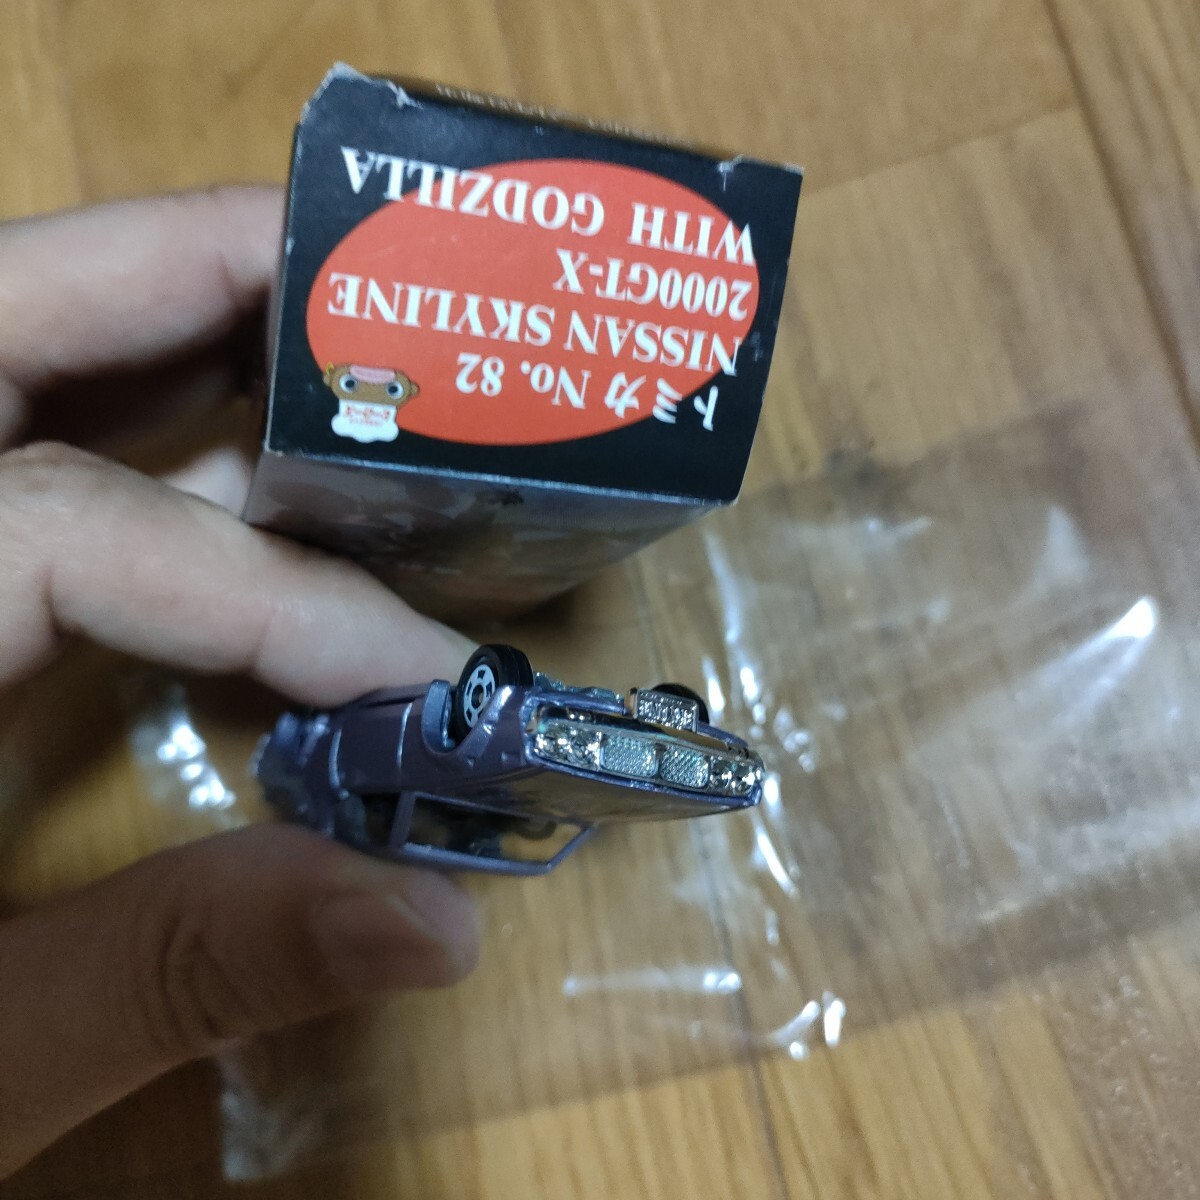 トミカ No. 82
NISSAN SKYLINE
2000GT-X
WITH GODZILLA